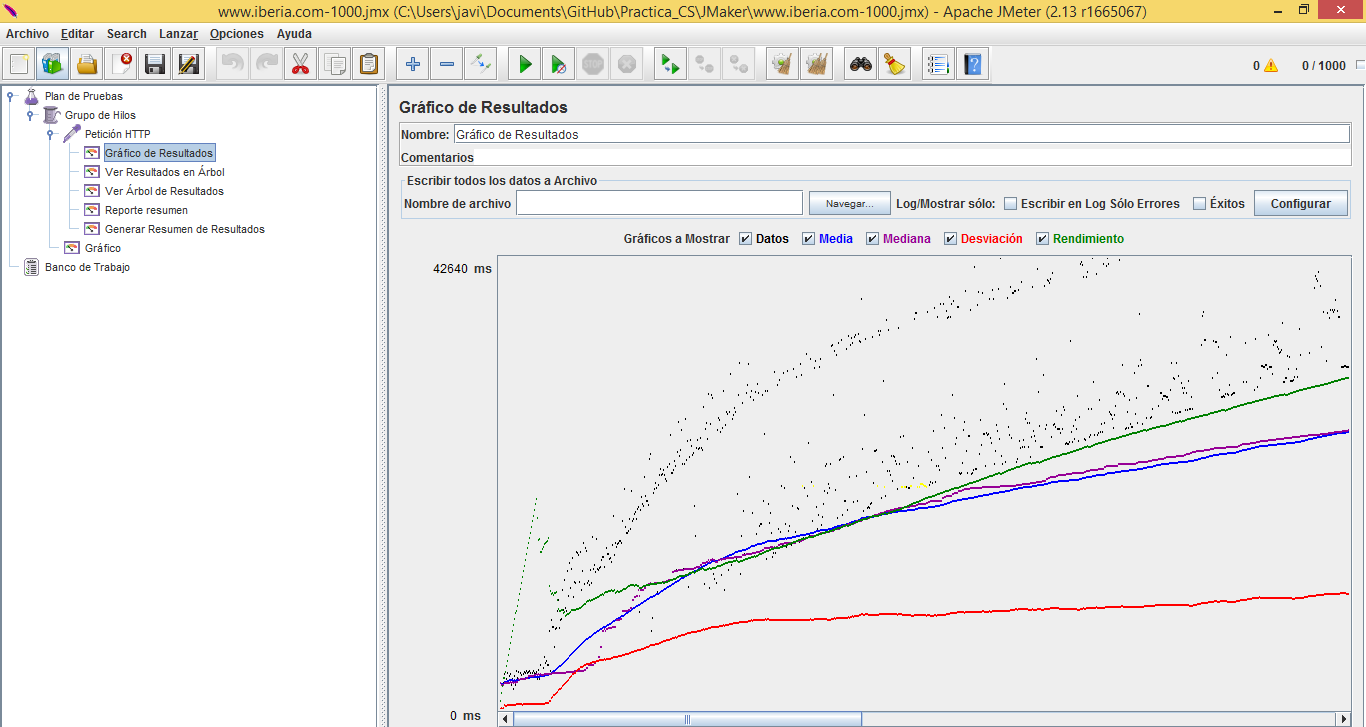 www.iberia.com-1000.jmx (C:\Users\javi\Documents\GitHub\Practica_CS\JMaker\www.iberia.com-1000.jmx) - Apache JMeter (2.13 r1665067)
Archivo Editar Search Lanzar Opciones Ayuda
STOP 0 0 / 1000
Plan de Pruebas
Grupo de Hilos
Petición HTTP
Gráfico de Resultados
Ver Resultados en Árbol
Ver Árbol de Resultados
Reporte resumen
Generar Resumen de Resultados
Gráfico
Banco de Trabajo
Gráfico de Resultados
Nombre: Gráfico de Resultados
Comentarios
Escribir todos los datos a Archivo
Nombre de archivo Navegar... Log/Mostrar sólo: Escribir en Log Sólo Errores Éxitos Configurar
Gráficos a Mostrar Datos Media Mediana Desviación Rendimiento
42640 ms
0 ms